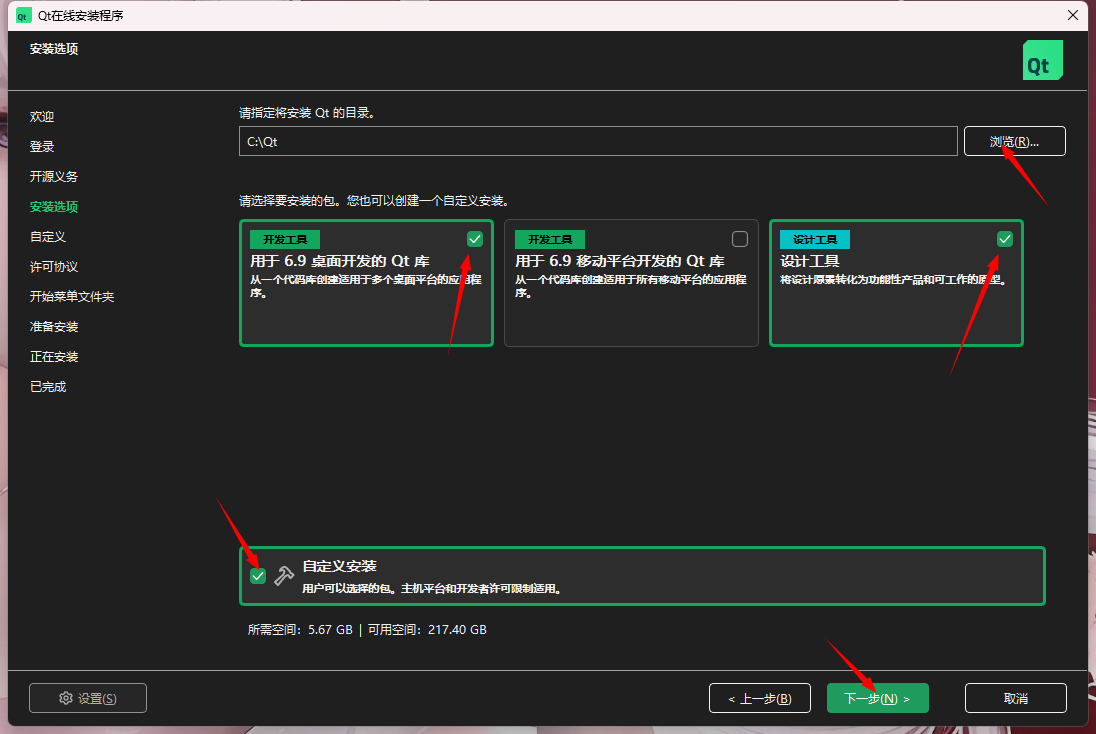 Qt在线安装程序
安装选项
Qt
欢迎
登录
开源义务
安装选项
自定义
许可协议
开始菜单文件夹
准备安装
正在安装
已完成
请指定将安装 Qt 的目录。
C:\Qt
浏览(R)...
请选择要安装的包。您也可以创建一个自定义安装。
开发工具
用于 6.9 桌面开发的 Qt 库
从一个代码库创建适用于多个桌面平台的应用程
序。
开发工具
用于 6.9 移动平台开发的 Qt 库
从一个代码库创建适用于所有移动平台的应用程
序。
设计工具
设计工具
将设计愿景转化为功能性产品和可工作的原型。
自定义安装
用户可以选择的包。主机平台和开发者许可限制适用。
所需空间：5.67 GB | 可用空间：217.40 GB
设置(S)
< 上一步(B)
下一步(N) >
取消